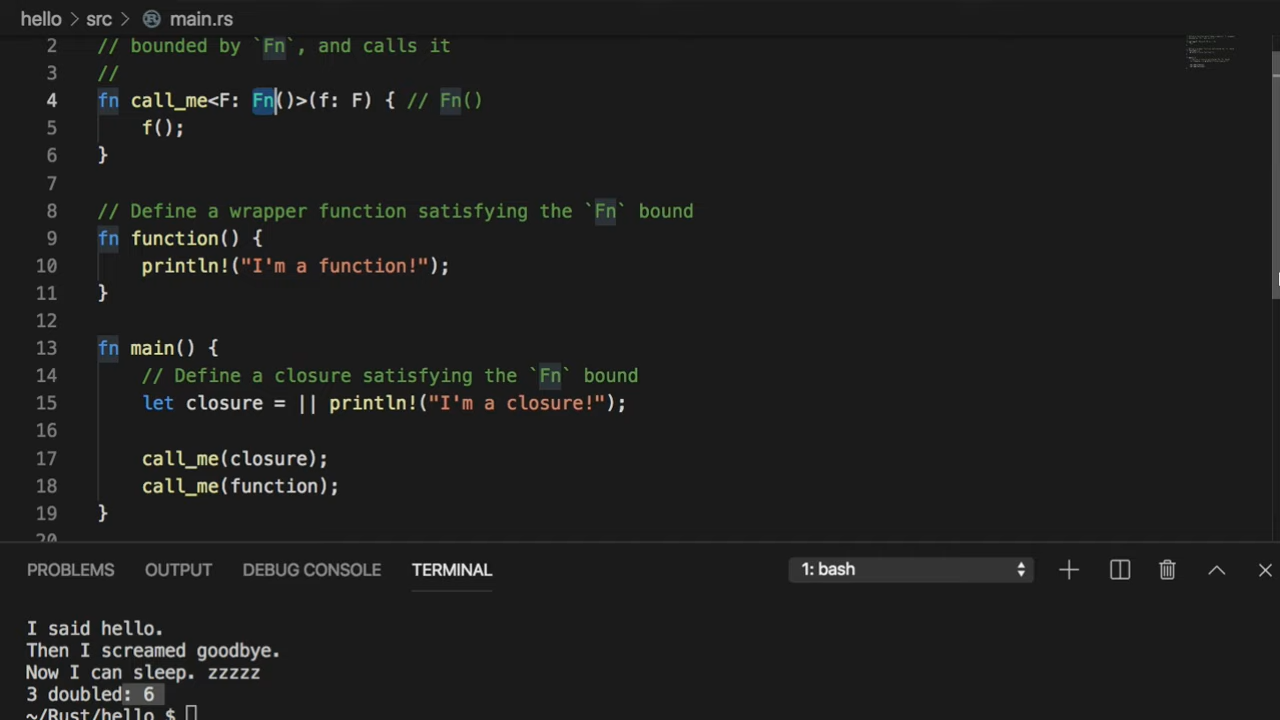 hello > src > main.rs
2 // bounded by `Fn`, and calls it
3 //
4 fn call_me<F: Fn()>(f: F) { // Fn()
5 f();
6 }
7
8 // Define a wrapper function satisfying the `Fn` bound
9 fn function() {
10 println!("I'm a function!");
11 }
12
13 fn main() {
14 // Define a closure satisfying the `Fn` bound
15 let closure = || println!("I'm a closure!");
16
17 call_me(closure);
18 call_me(function);
19 }
20
PROBLEMS OUTPUT DEBUG CONSOLE TERMINAL 1: bash
I said hello.
Then I screamed goodbye.
Now I can sleep. zzzzz
3 doubled: 6
~/Rust/hello $